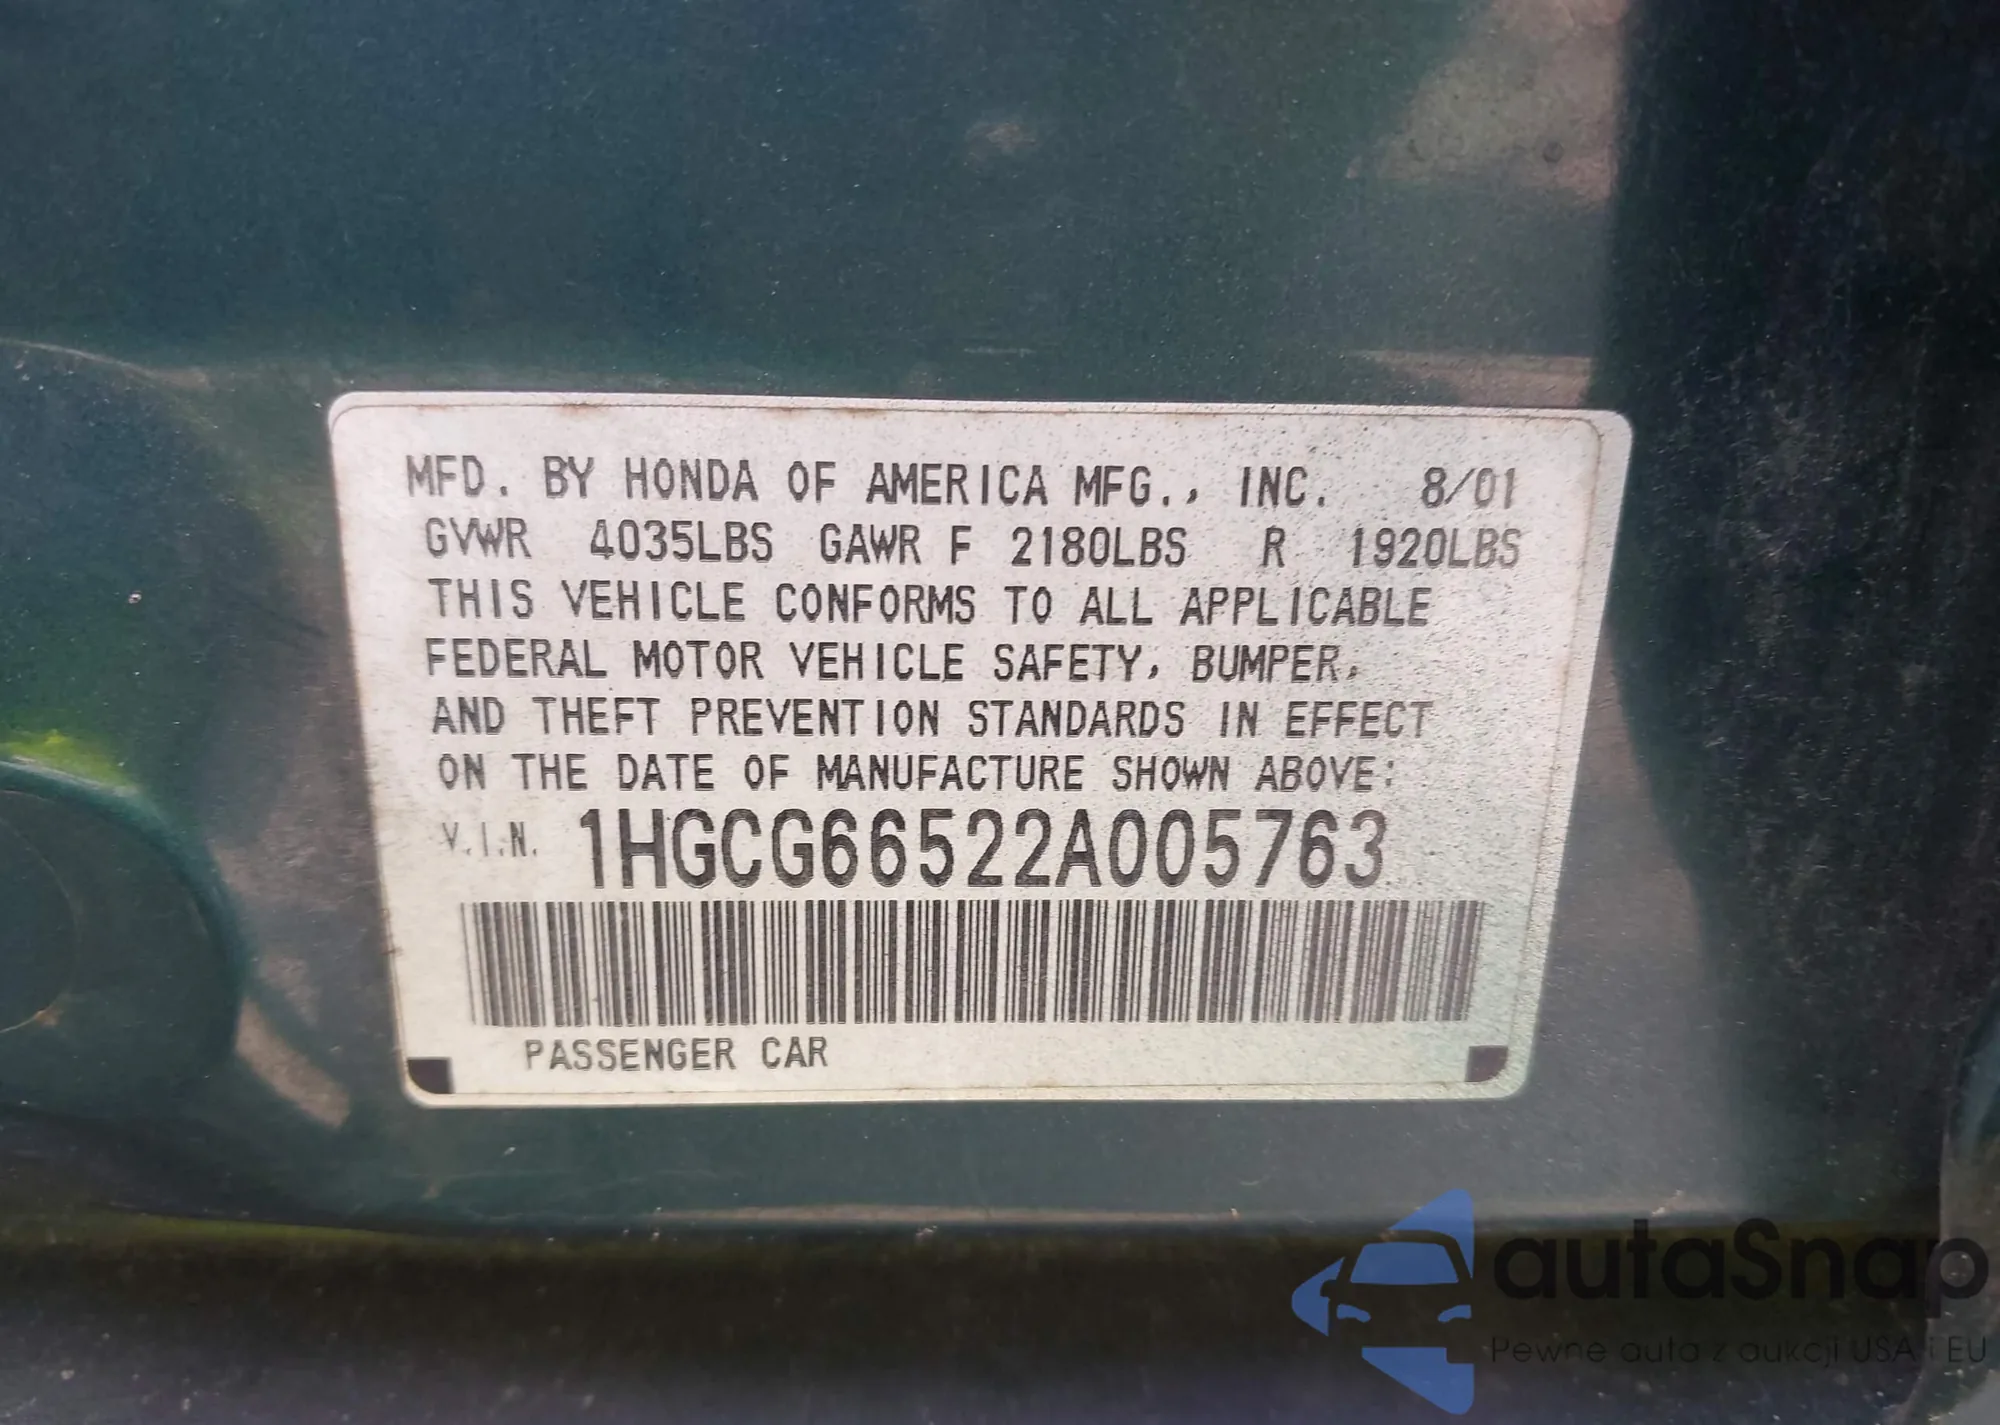 MFD. BY HONDA OF AMERICA MFG., INC. 8/01
GVWR 4035LBS GAWR F 2180LBS R 1920LBS
THIS VEHICLE CONFORMS TO ALL APPLICABLE
FEDERAL MOTOR VEHICLE SAFETY, BUMPER,
AND THEFT PREVENTION STANDARDS IN EFFECT
ON THE DATE OF MANUFACTURE SHOWN ABOVE:
V.I.N. 1HGCG66522A005763
PASSENGER CAR
autaSnap
Pewne auta z aukcji USA i EU